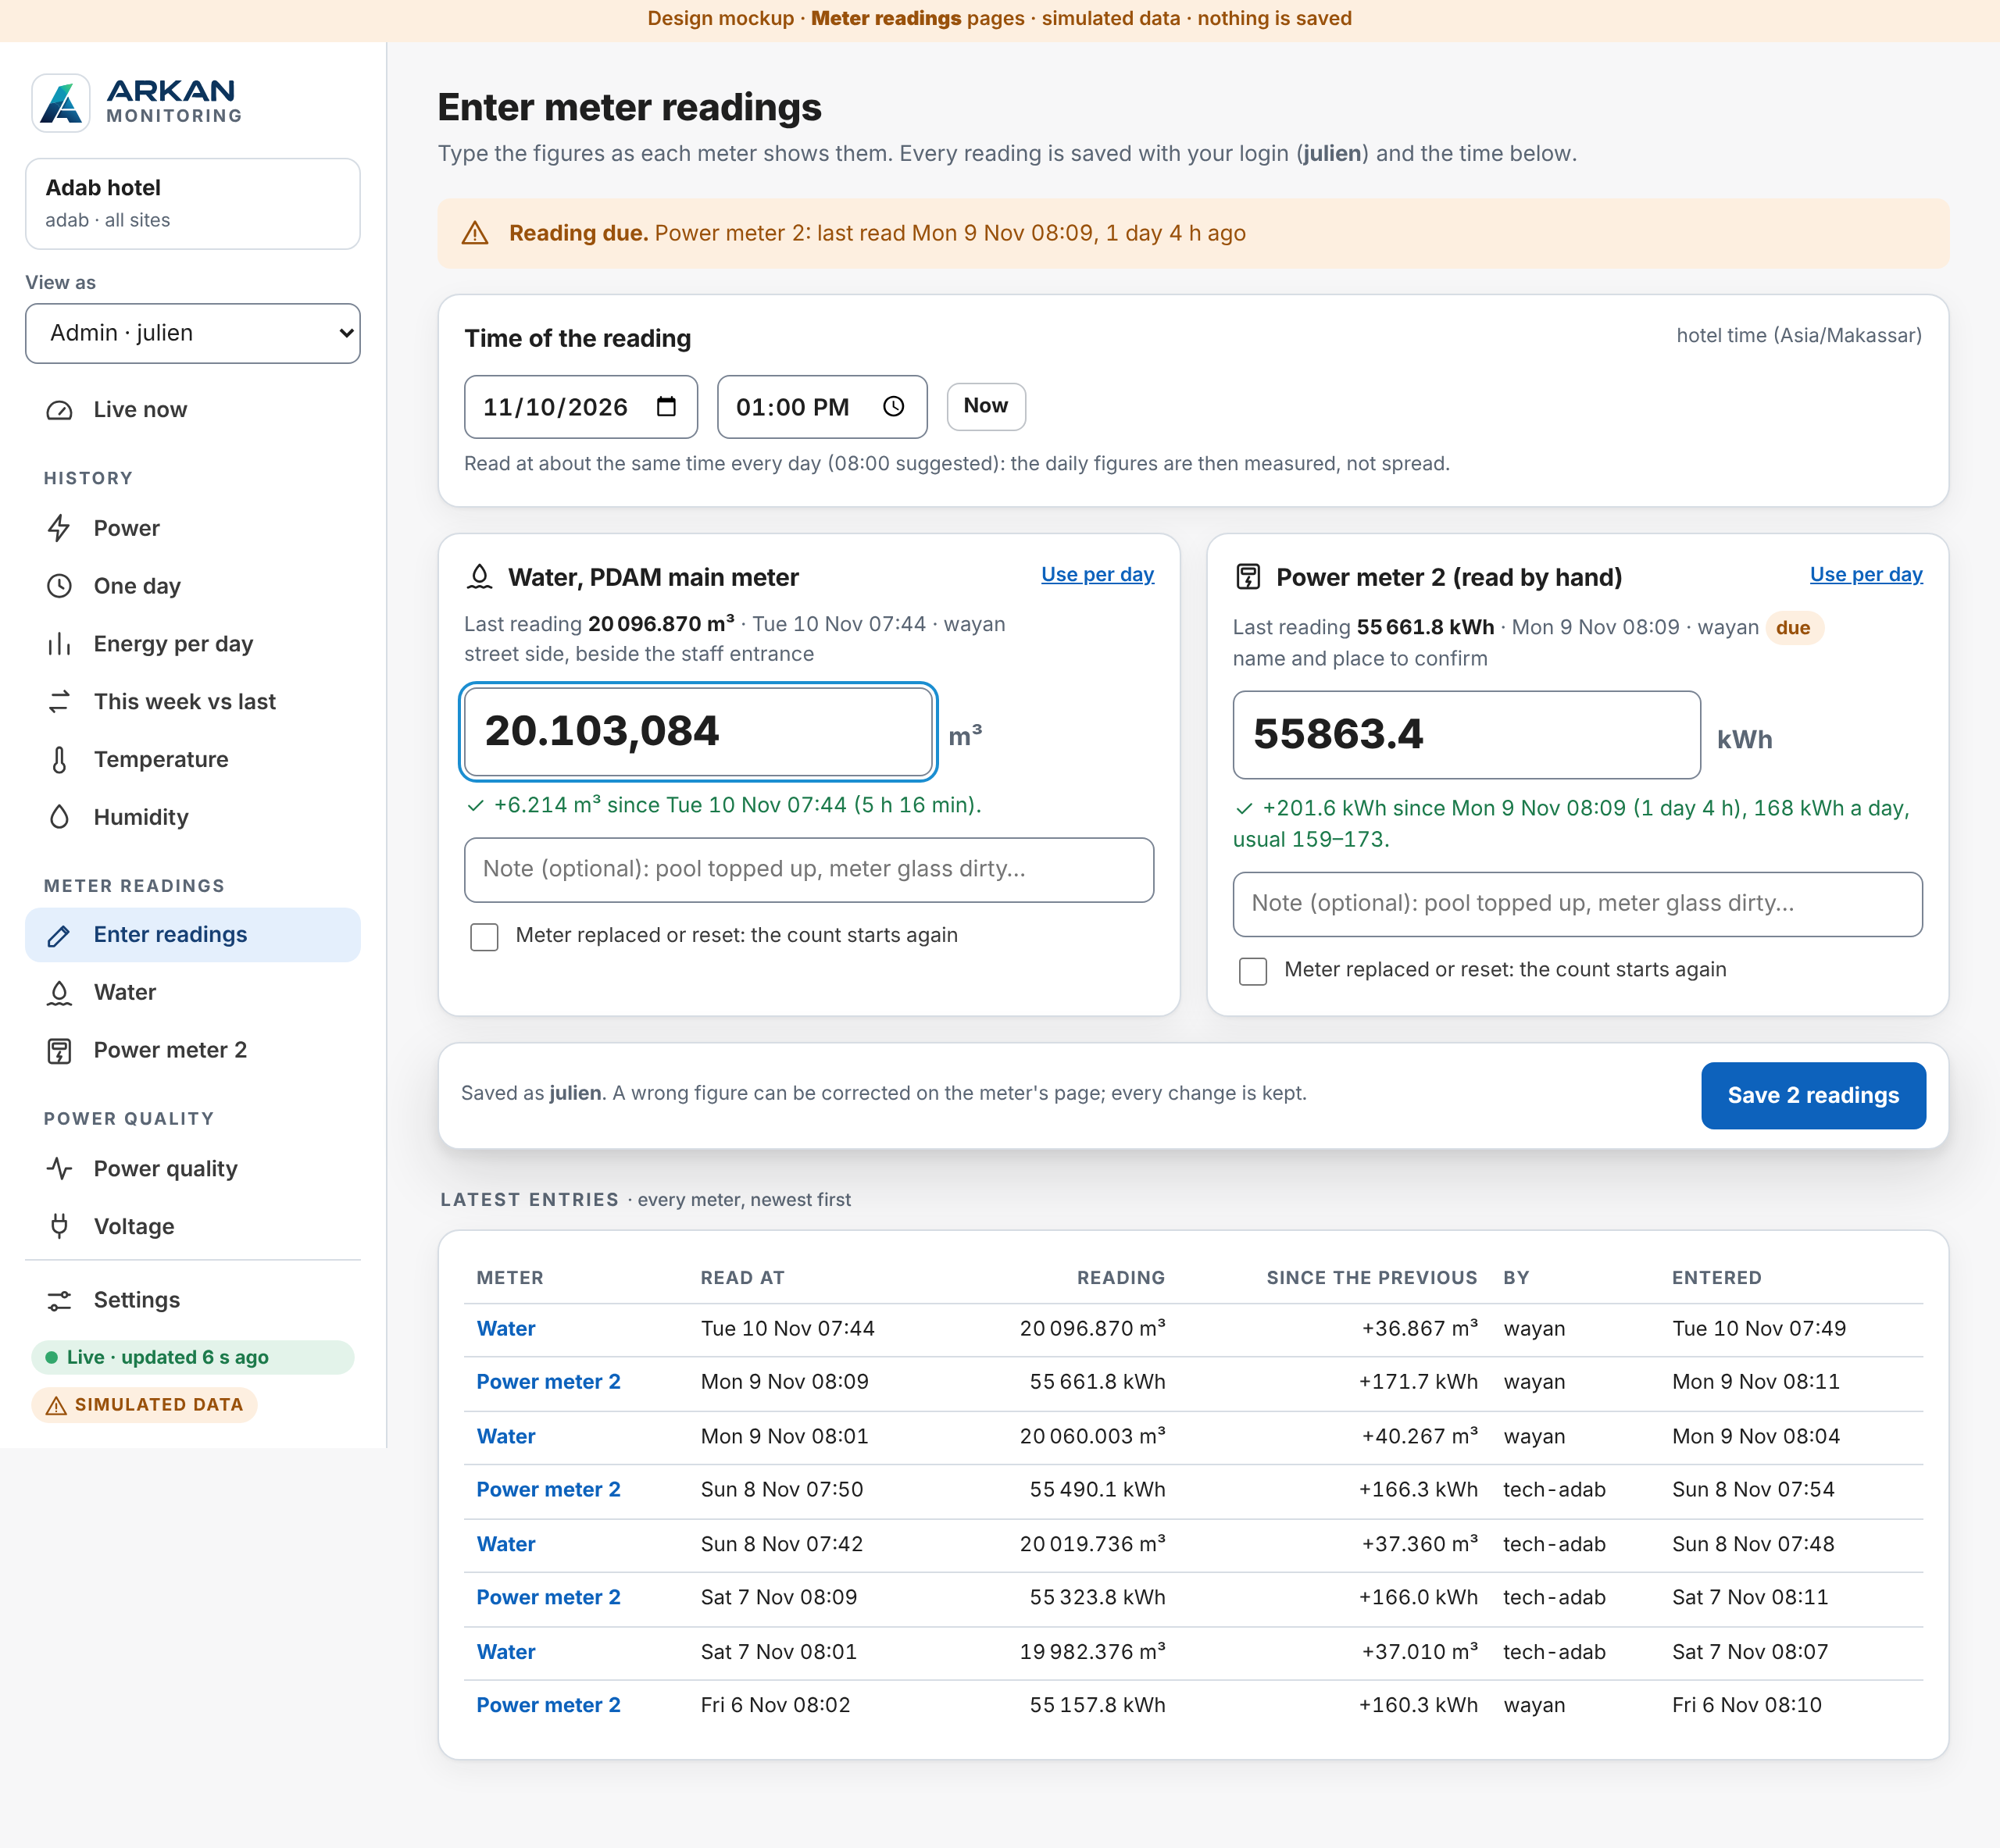 Design mockup · Meter readings pages · simulated data · nothing is saved
ARKAN
MONITORING
Adab hotel
adab · all sites
View as
Admin · julien
Live now
HISTORY
Power
One day
Energy per day
This week vs last
Temperature
Humidity
METER READINGS
Enter readings
Water
Power meter 2
POWER QUALITY
Power quality
Voltage
Settings
Live · updated 6 s ago
SIMULATED DATA
Enter meter readings
Type the figures as each meter shows them. Every reading is saved with your login (julien) and the time below.
Reading due. Power meter 2: last read Mon 9 Nov 08:09, 1 day 4 h ago
Time of the reading
hotel time (Asia/Makassar)
11/10/2026
01:00 PM
Now
Read at about the same time every day (08:00 suggested): the daily figures are then measured, not spread.
Water, PDAM main meter
Use per day
Last reading 20 096.870 m³ · Tue 10 Nov 07:44 · wayan
street side, beside the staff entrance
20.103,084
m³
+6.214 m³ since Tue 10 Nov 07:44 (5 h 16 min).
Note (optional): pool topped up, meter glass dirty...
Meter replaced or reset: the count starts again
Power meter 2 (read by hand)
Use per day
Last reading 55 661.8 kWh · Mon 9 Nov 08:09 · wayan due
name and place to confirm
55863.4
kWh
+201.6 kWh since Mon 9 Nov 08:09 (1 day 4 h), 168 kWh a day,
usual 159–173.
Note (optional): pool topped up, meter glass dirty...
Meter replaced or reset: the count starts again
Saved as julien. A wrong figure can be corrected on the meter's page; every change is kept.
Save 2 readings
LATEST ENTRIES · every meter, newest first
METER READ AT READING SINCE THE PREVIOUS BY ENTERED
Water Tue 10 Nov 07:44 20 096.870 m³ +36.867 m³ wayan Tue 10 Nov 07:49
Power meter 2 Mon 9 Nov 08:09 55 661.8 kWh +171.7 kWh wayan Mon 9 Nov 08:11
Water Mon 9 Nov 08:01 20 060.003 m³ +40.267 m³ wayan Mon 9 Nov 08:04
Power meter 2 Sun 8 Nov 07:50 55 490.1 kWh +166.3 kWh tech-adab Sun 8 Nov 07:54
Water Sun 8 Nov 07:42 20 019.736 m³ +37.360 m³ tech-adab Sun 8 Nov 07:48
Power meter 2 Sat 7 Nov 08:09 55 323.8 kWh +166.0 kWh tech-adab Sat 7 Nov 08:11
Water Sat 7 Nov 08:01 19 982.376 m³ +37.010 m³ tech-adab Sat 7 Nov 08:07
Power meter 2 Fri 6 Nov 08:02 55 157.8 kWh +160.3 kWh wayan Fri 6 Nov 08:10